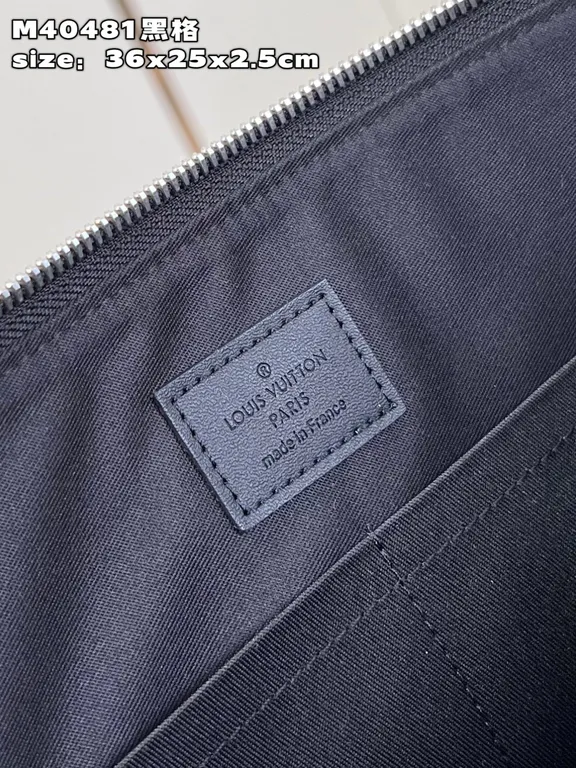 M40481黑格
size：36x25x2.5cm
®
LOUIS VUITTON
PARIS
made in France